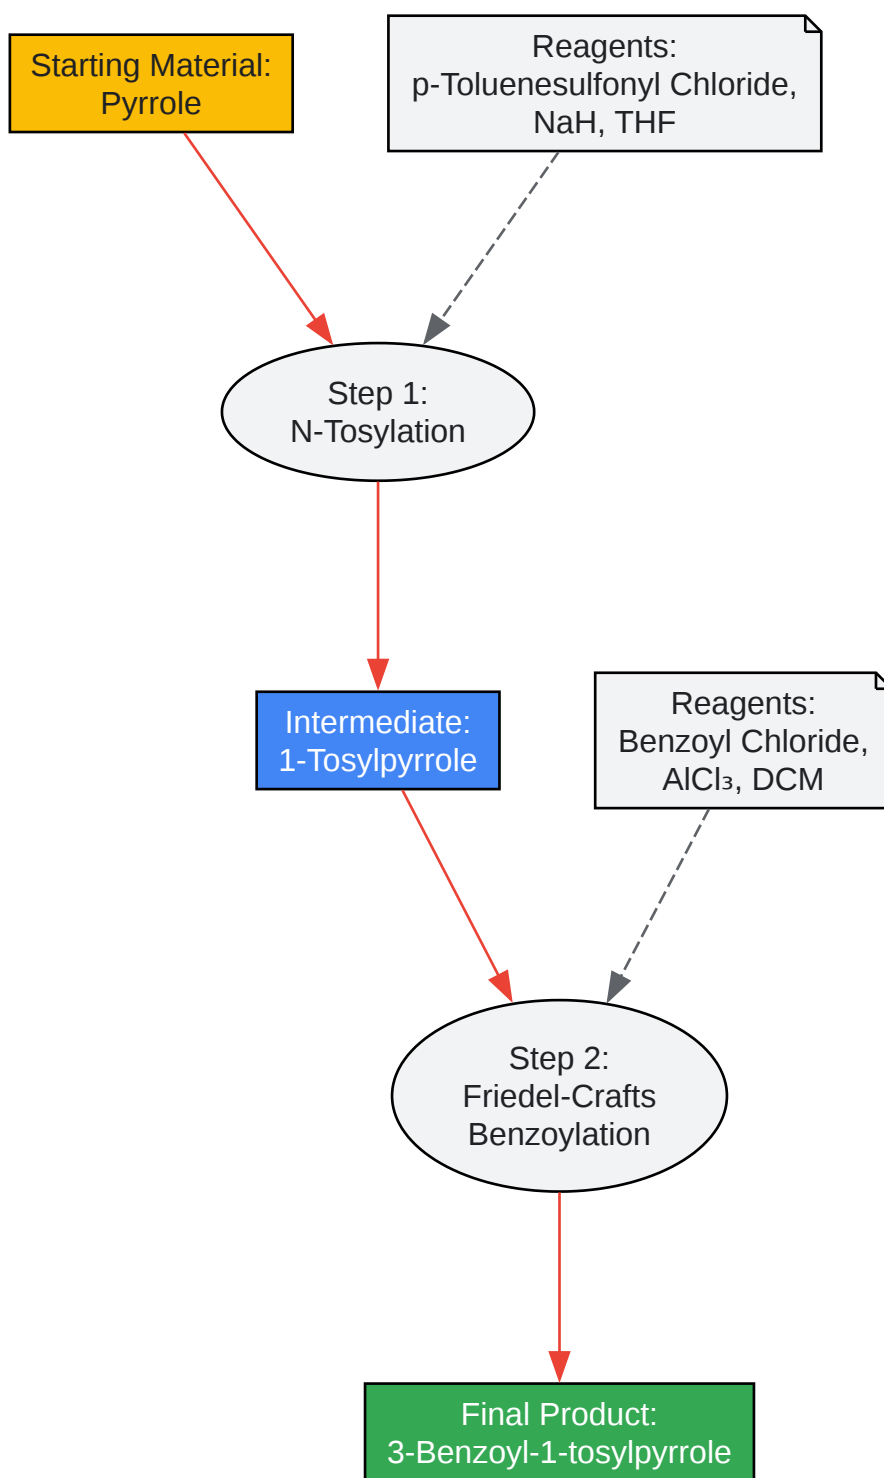 Starting Material:
Pyrrole
Reagents:
p-Toluenesulfonyl Chloride,
NaH, THF
Step 1:
N-Tosylation
Intermediate:
1-Tosylpyrrole
Reagents:
Benzoyl Chloride,
AlCl₃, DCM
Step 2:
Friedel-Crafts
Benzoylation
Final Product:
3-Benzoyl-1-tosylpyrrole